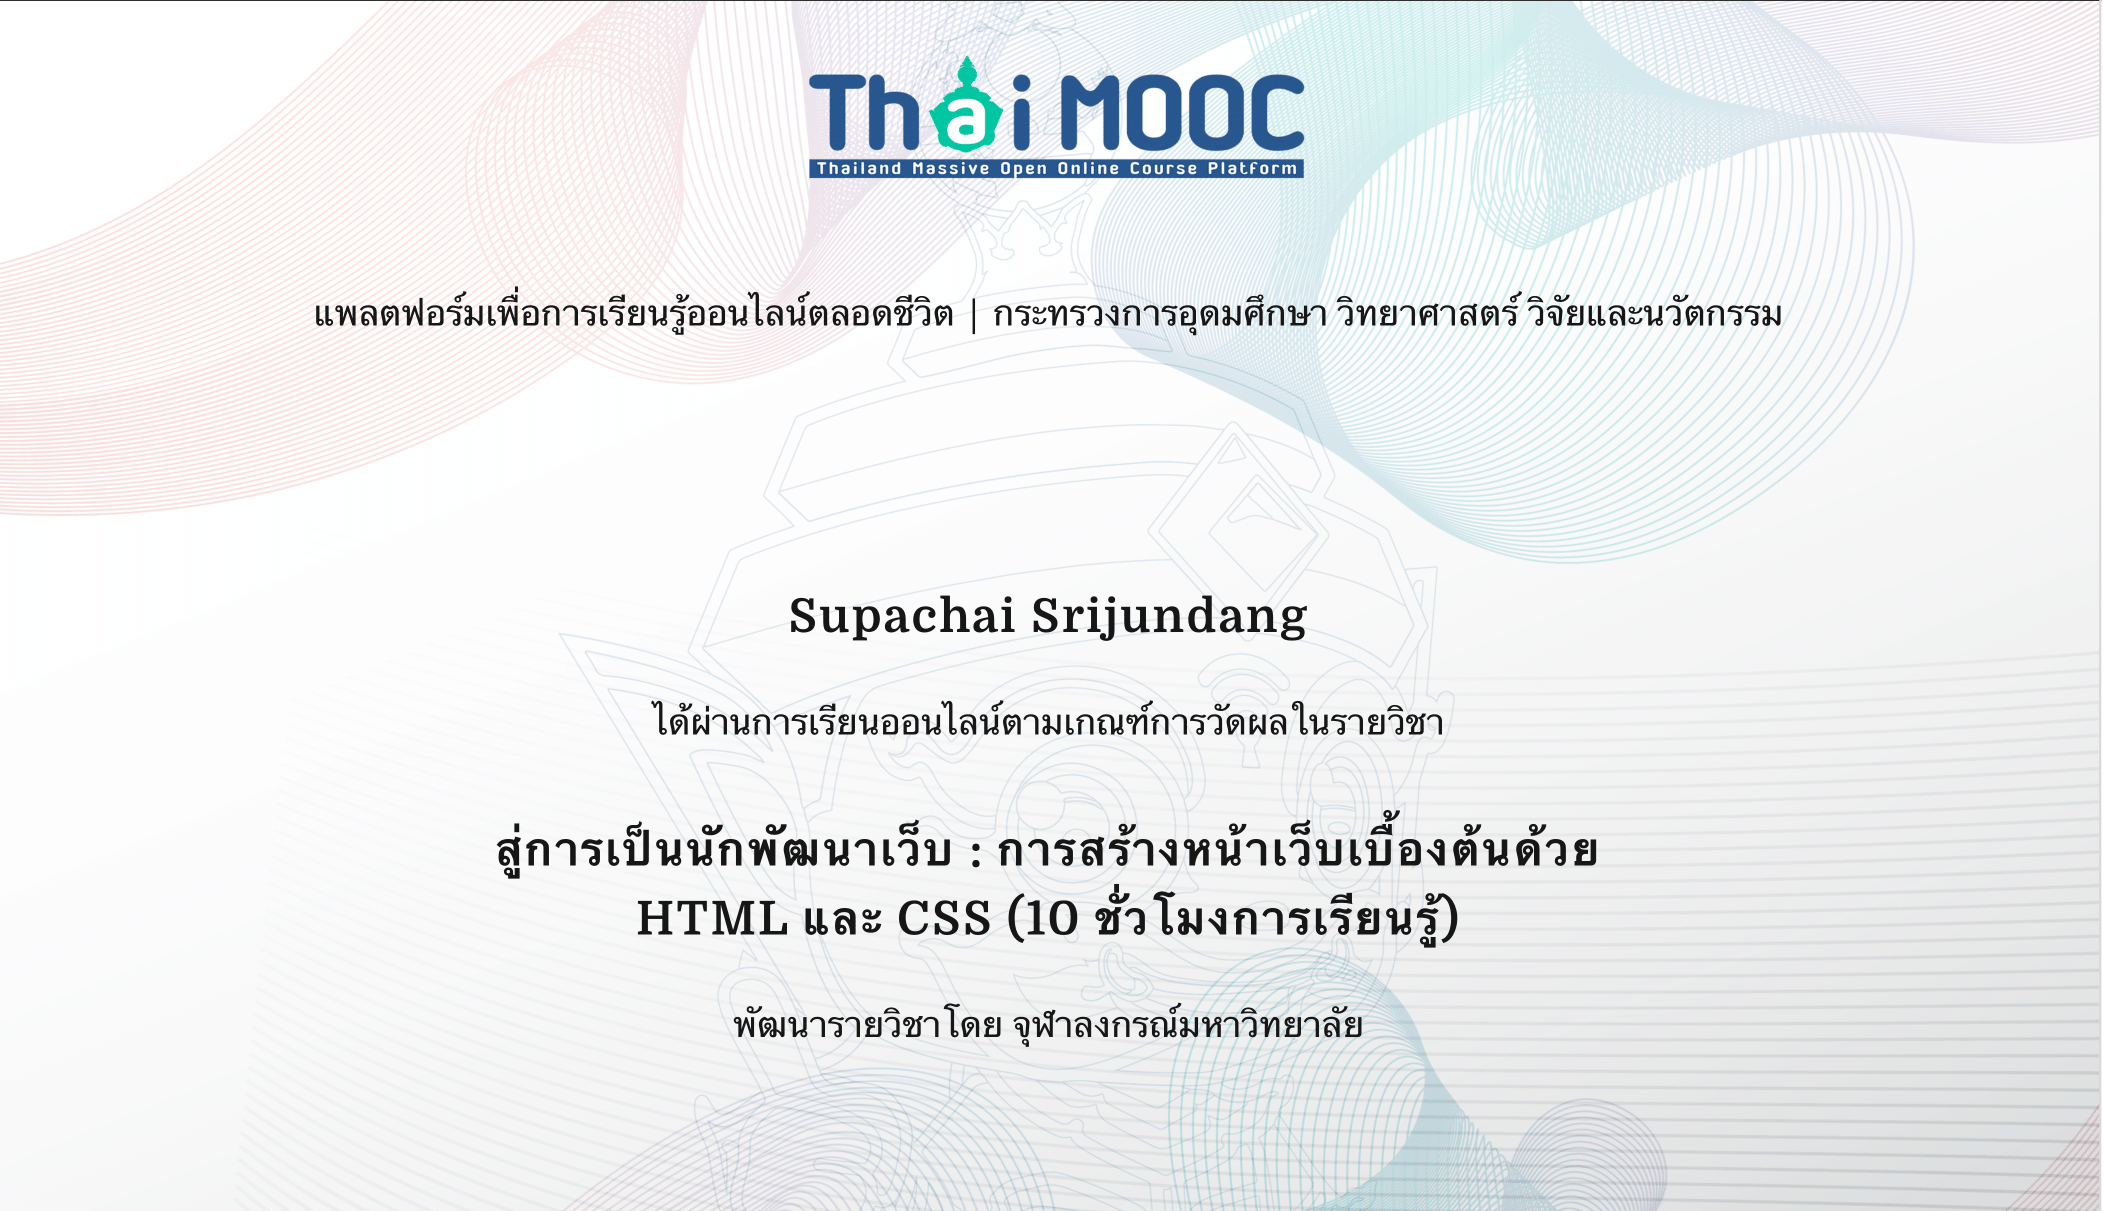 Thai MOOC
Thailand Massive Open Online Course Platform
แพลตฟอร์มเพื่อการเรียนรู้ออนไลน์ตลอดชีวิต | กระทรวงการอุดมศึกษา วิทยาศาสตร์ วิจัยและนวัตกรรม
Supachai Srijundang
ได้ผ่านการเรียนออนไลน์ตามเกณฑ์การวัดผลในรายวิชา
สู่การเป็นนักพัฒนาเว็บ : การสร้างหน้าเว็บเบื้องต้นด้วย
HTML และ CSS (10 ชั่วโมงการเรียนรู้)
พัฒนารายวิชาโดย จุฬาลงกรณ์มหาวิทยาลัย